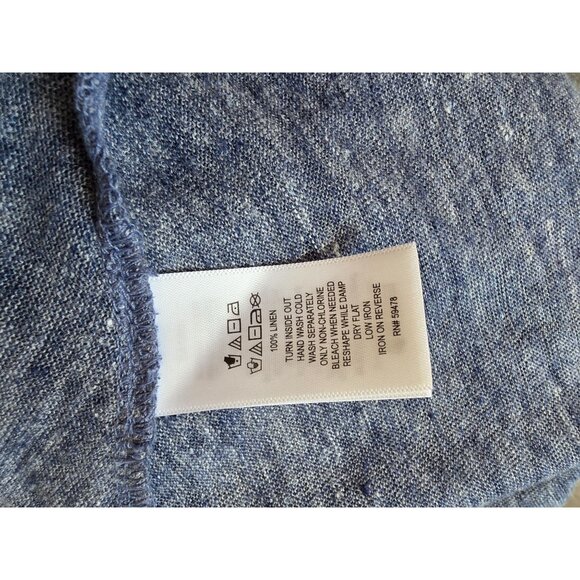 100% LINEN
TURN INSIDE OUT
HAND WASH COLD
WASH SEPARATELY
ONLY NON-CHLORINE
BLEACH WHEN NEEDED
RESHAPE WHILE DAMP
DRY FLAT
LOW IRON
IRON ON REVERSE
RN# 59478